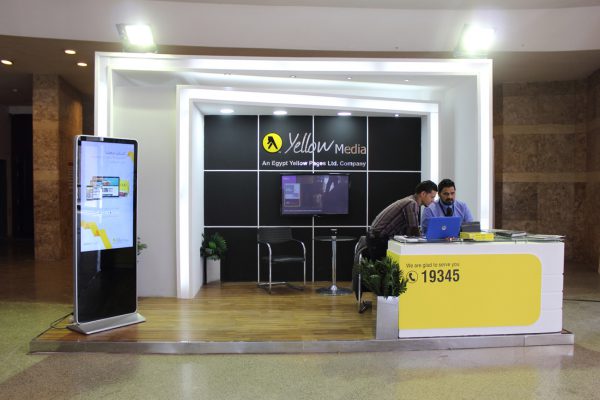 Yellow Media
An Egypt Yellow Pages Ltd. Company
We are glad to serve you
19345